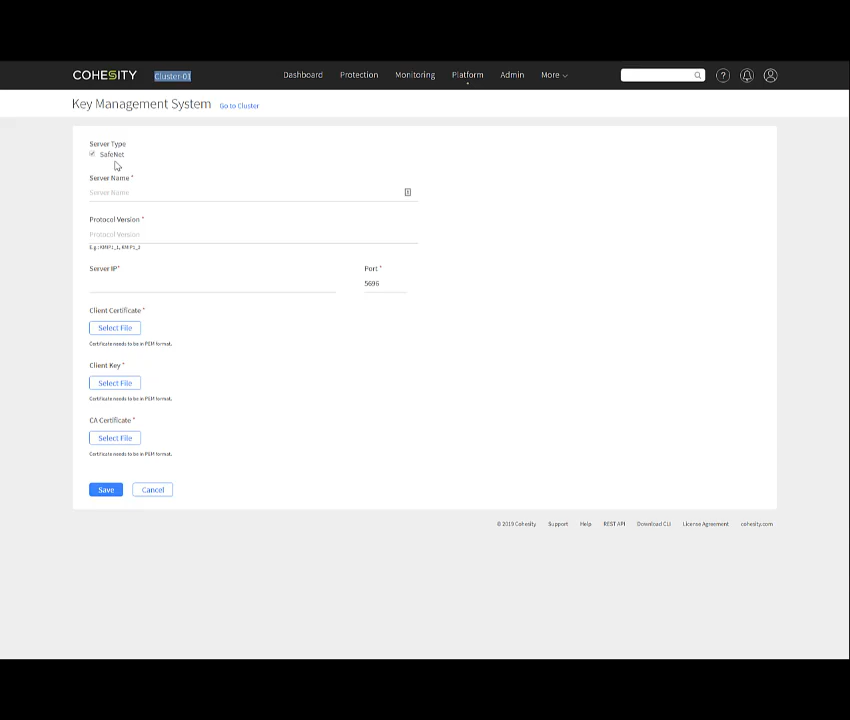 COHESITY Cluster-01 Dashboard Protection Monitoring Platform Admin More ?
Key Management System Go to Cluster
Server Type
SafeNet
Server Name *
Server Name
Protocol Version *
Protocol Version
E.g.: KMIP1_1, KMIP1_2
Server IP* Port *
5696
Client Certificate *
Select File
Certificate needs to be in PEM format.
Client Key *
Select File
Certificate needs to be in PEM format.
CA Certificate *
Select File
Certificate needs to be in PEM format.
Save Cancel
© 2019 Cohesity Support Help REST API Download CLI License Agreement cohesity.com